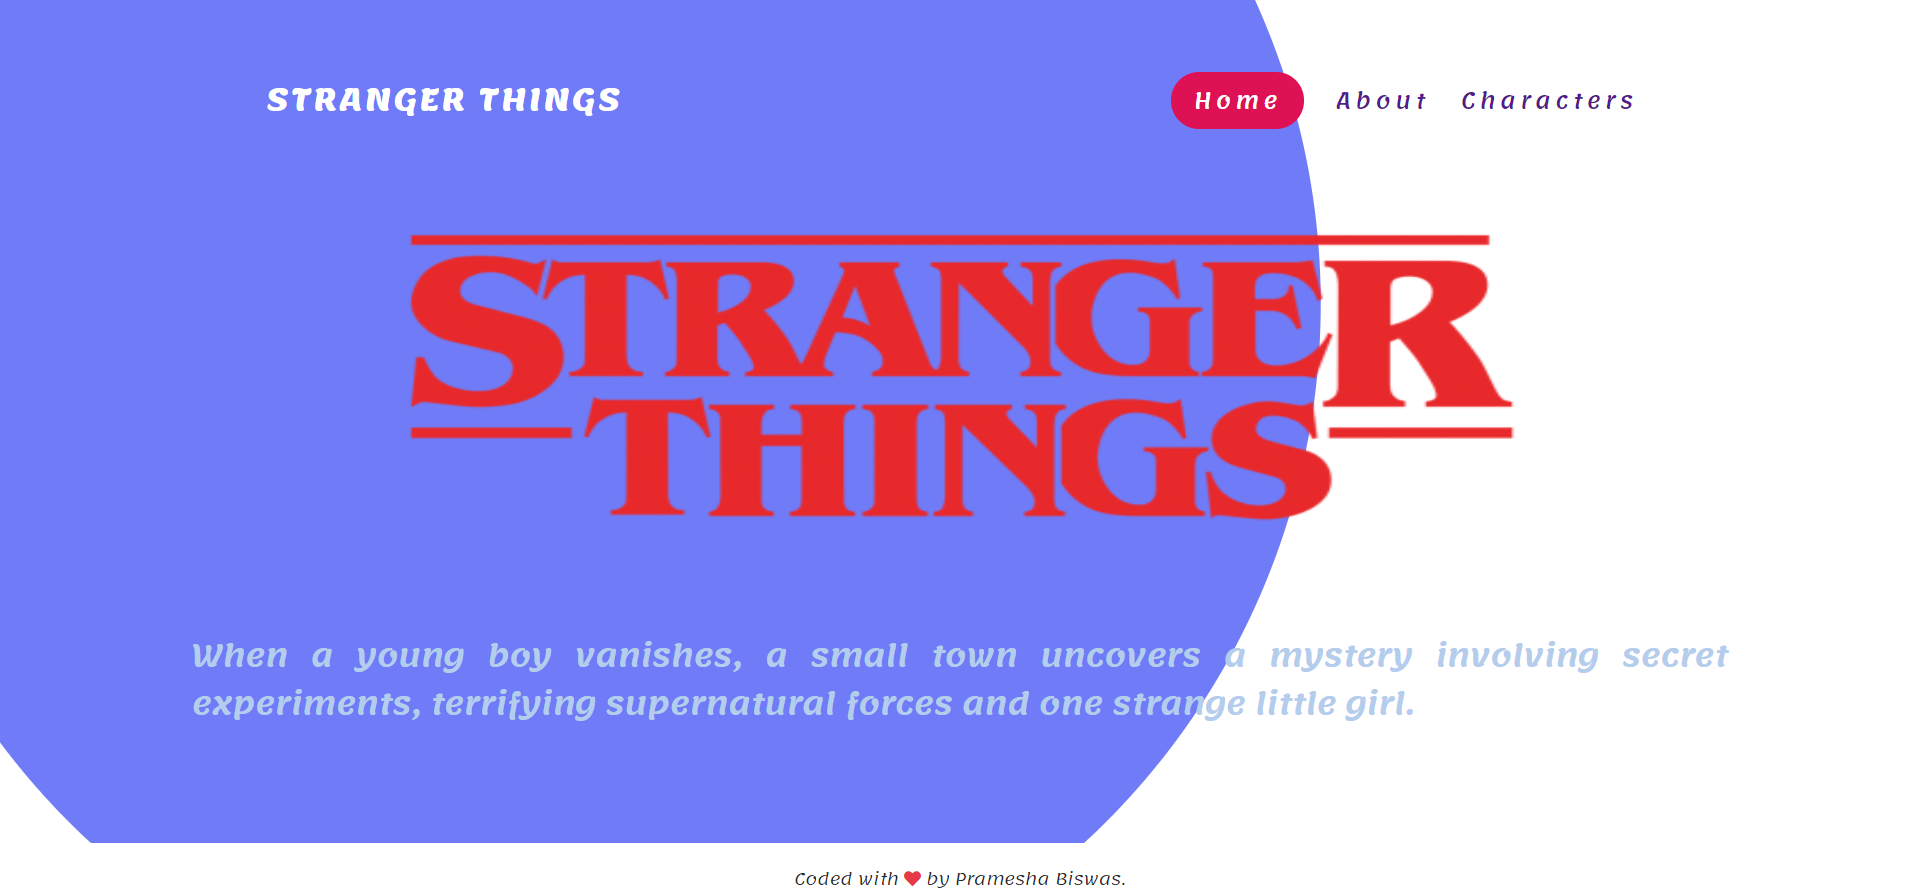 STRANGER THINGS
Home About Characters
STRANGER
THINGS
When a young boy vanishes, a small town uncovers a mystery involving secret
experiments, terrifying supernatural forces and one strange little girl.
Coded with ❤ by Pramesha Biswas.